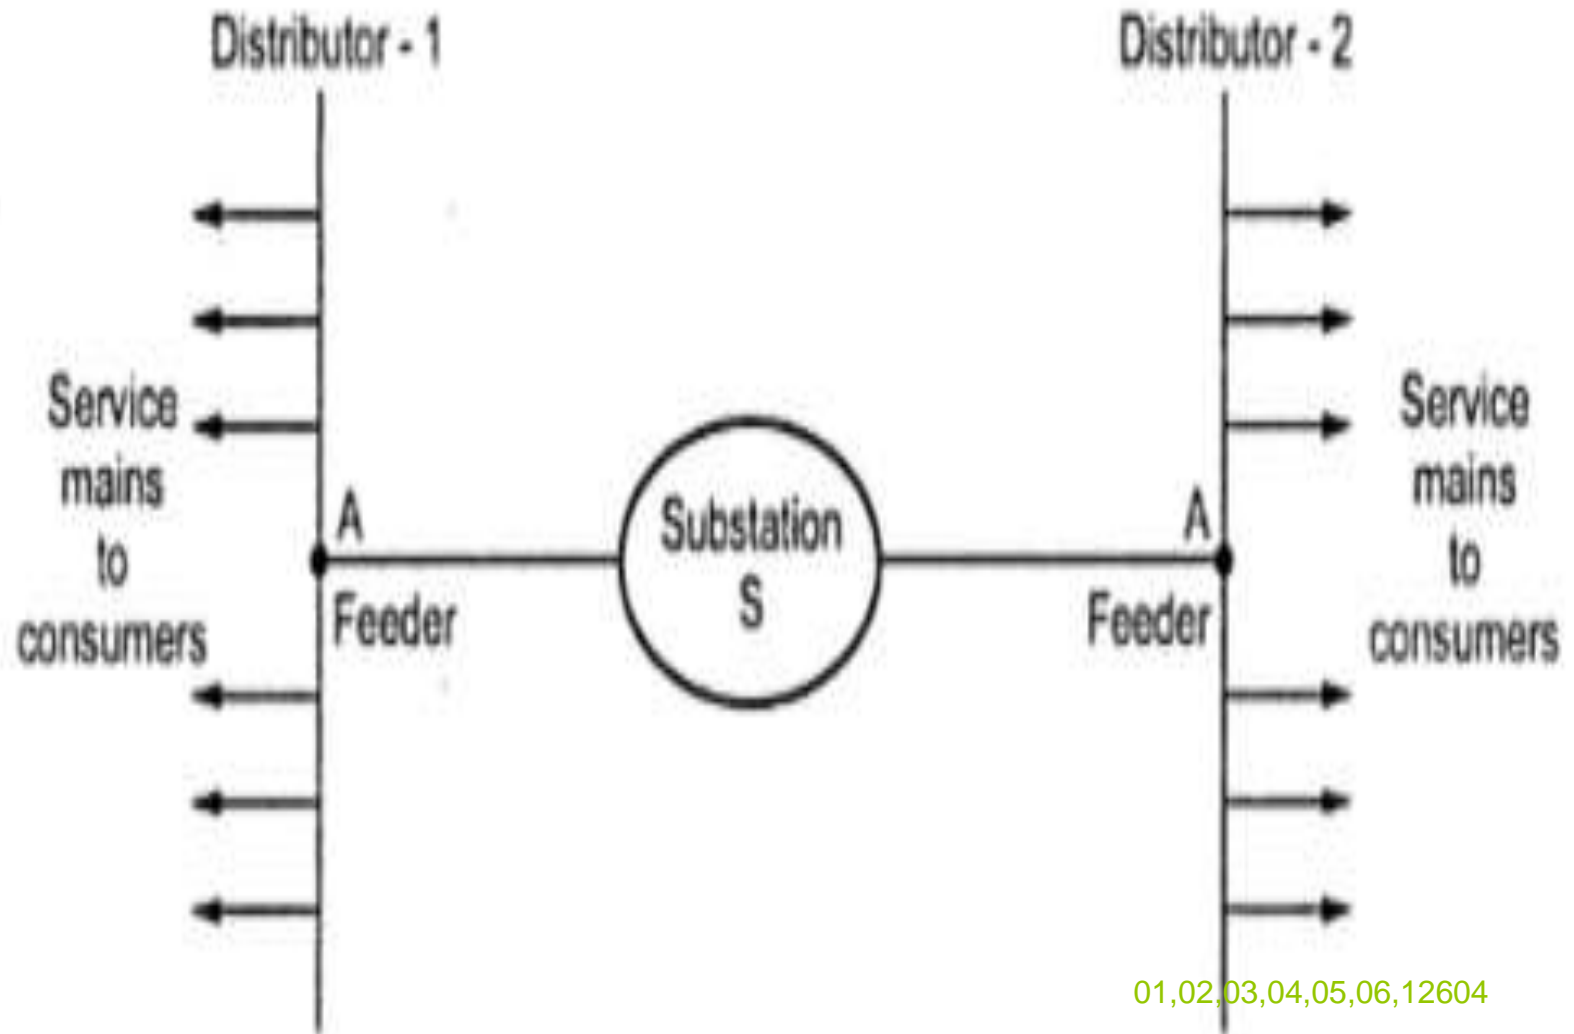 Distributor - 1
Distributor - 2
Service
mains
to
consumers
A
Feeder
Substation
S
A
Feeder
Service
mains
to
consumers
01,02,03,04,05,06,12604